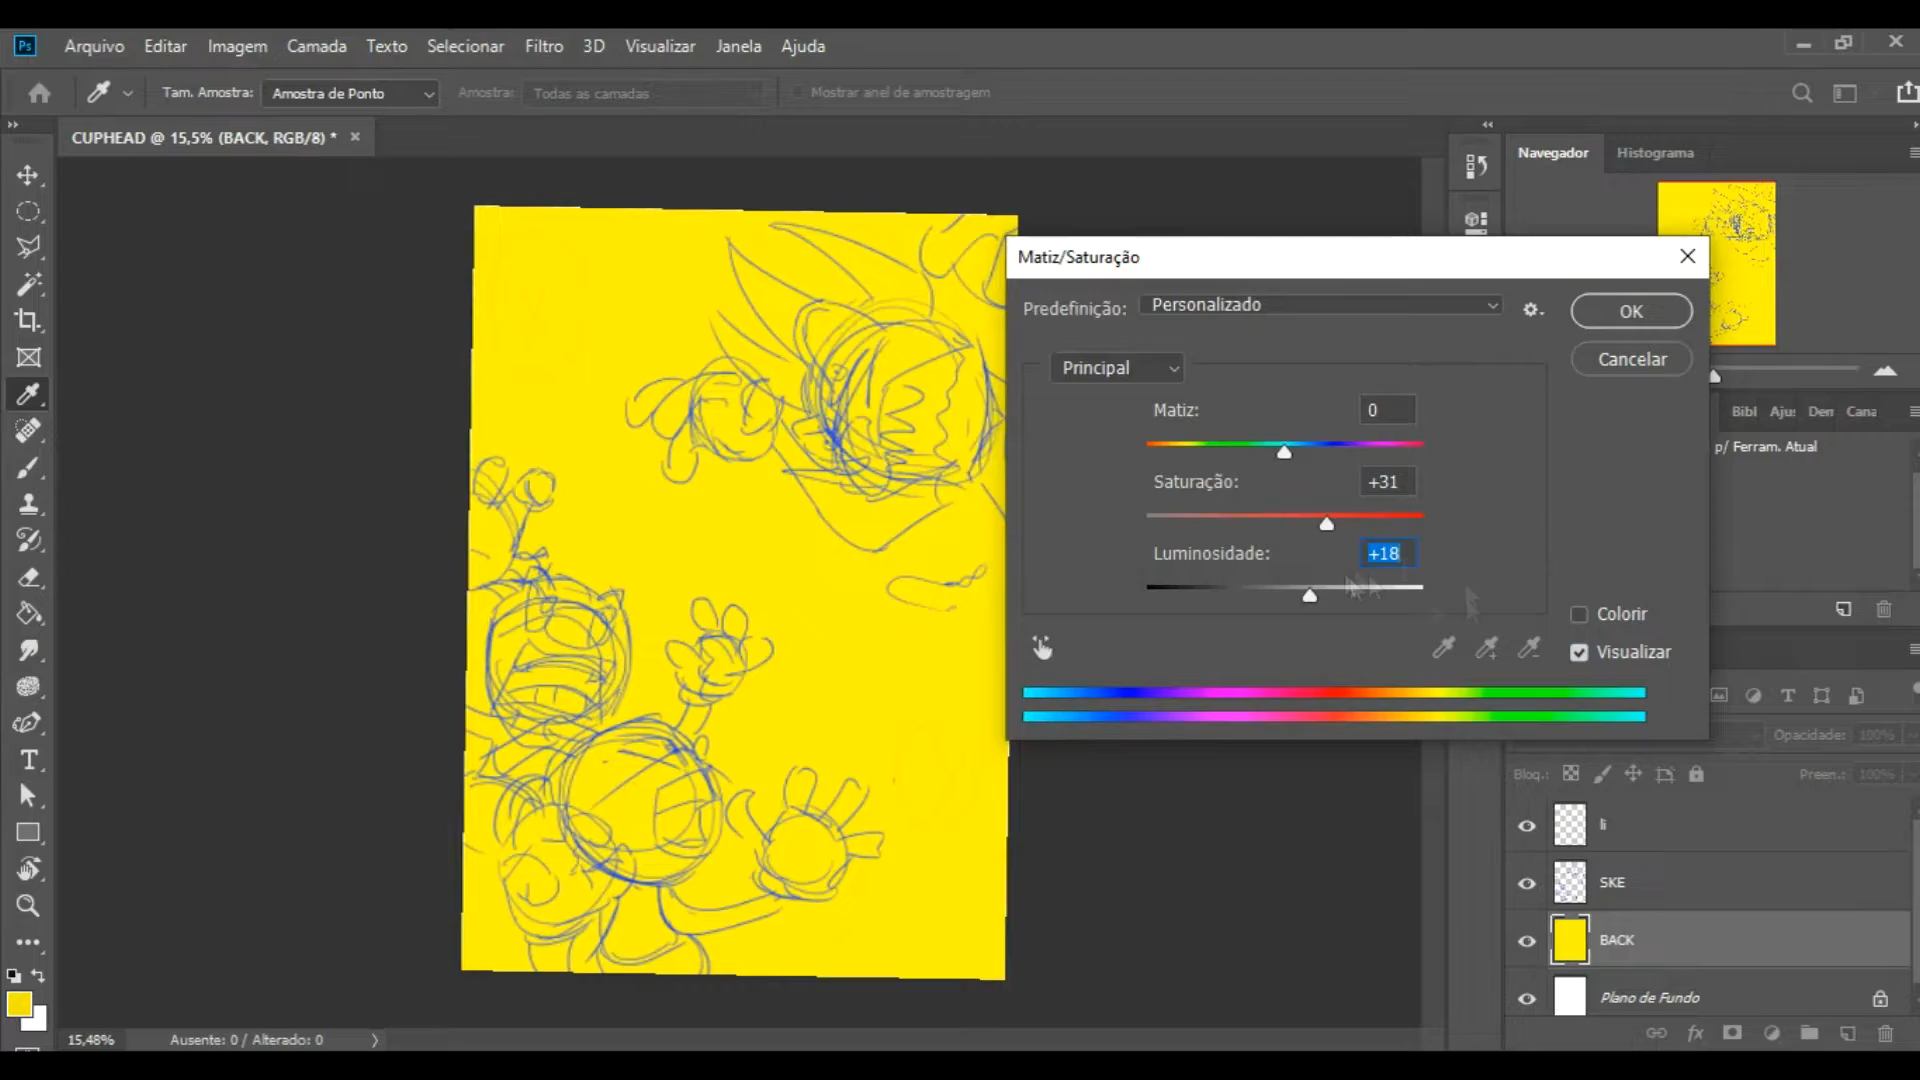 Ps Arquivo Editar Imagem Camada Texto Selecionar Filtro 3D Visualizar Janela Ajuda
Tam. Amostra: Amostra de Ponto Amostra: Todas as camadas Mostrar anel de amostragem
CUPHEAD @ 15,5% (BACK, RGB/8) *
Navegador Histograma
Matiz/Saturação
Predefinição: Personalizado
OK
Principal
Cancelar
Matiz: 0
Saturação: +31
Luminosidade: +18
Colorir
Visualizar
Bibl Aju: Den Cana
p/ Ferram. Atual
Opacidade: 100%
Bloq.: Preen.: 100%
li
SKE
BACK
Plano de Fundo
15,48% Ausente: 0 / Alterado: 0